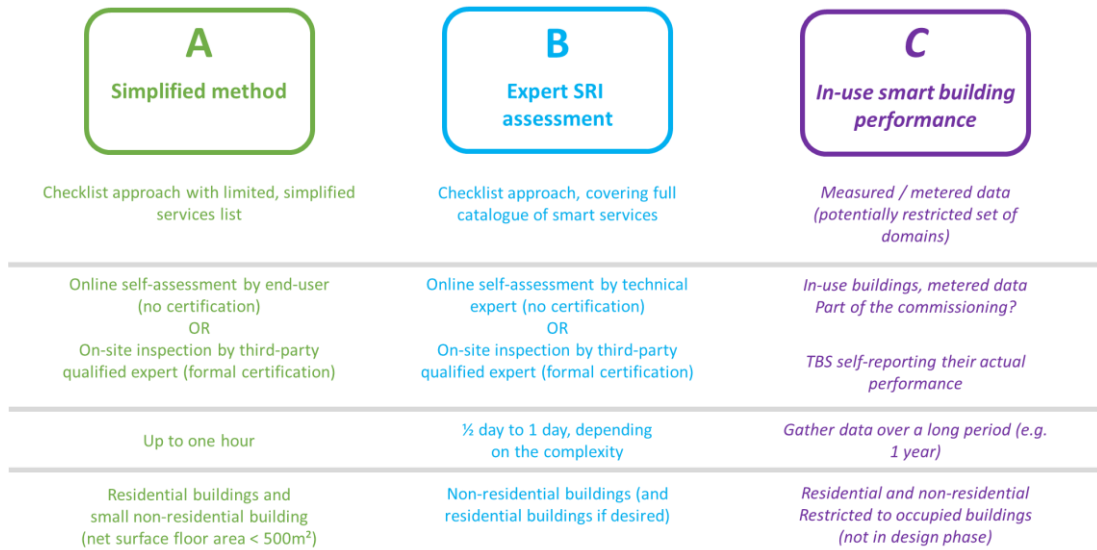 A
Simplified method
B
Expert SRI
assessment
C
In-use smart building
performance
Checklist approach with limited, simplified
services list
Checklist approach, covering full
catalogue of smart services
Measured / metered data
(potentially restricted set of
domains)
Online self-assessment by end-user
(no certification)
OR
On-site inspection by third-party
qualified expert (formal certification)
Online self-assessment by technical
expert (no certification)
OR
On-site inspection by third-party
qualified expert (formal certification)
In-use buildings, metered data
Part of the commissioning?
TBS self-reporting their actual
performance
Up to one hour
½ day to 1 day, depending
on the complexity
Gather data over a long period (e.g.
1 year)
Residential buildings and
small non-residential building
(net surface floor area < 500m²)
Non-residential buildings (and
residential buildings if desired)
Residential and non-residential
Restricted to occupied buildings
(not in design phase)